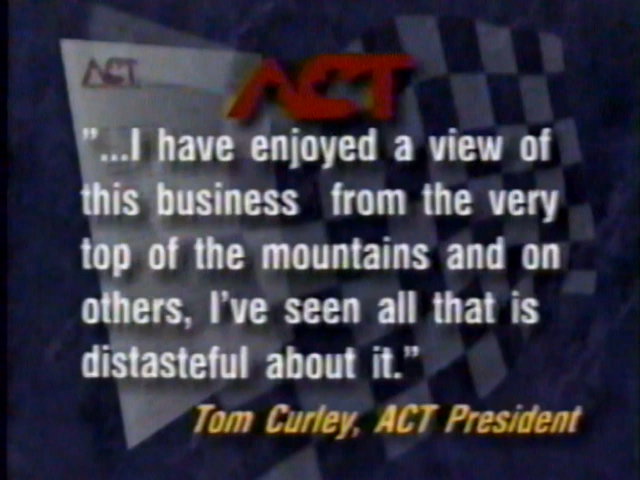 ACT
ACT
"...I have enjoyed a view of
this business from the very
top of the mountains and on
others, I've seen all that is
distasteful about it."
Tom Curley, ACT President